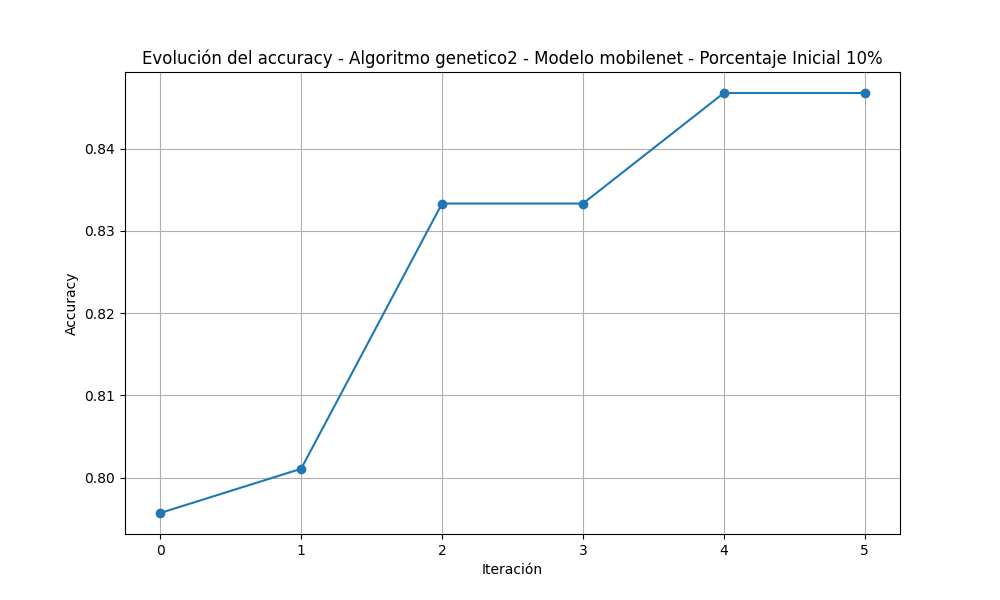 Evolución del accuracy - Algoritmo genetico2 - Modelo mobilenet - Porcentaje Inicial 10%
0.84
0.83
0.82
0.81
0.80
Accuracy
0 1 2 3 4 5
Iteración